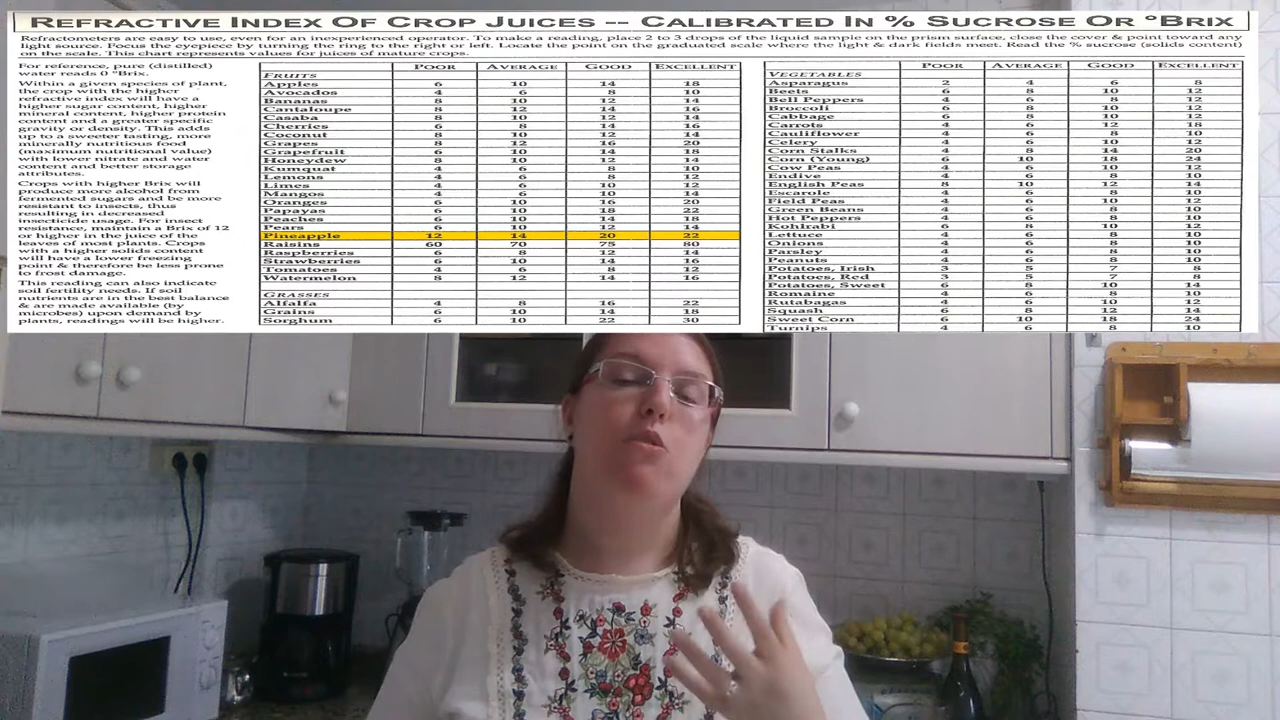 REFRACTIVE INDEX OF CROP JUICES -- CALIBRATED IN % SUCROSE OR °BRIX
Refractometers are easy to use, even for an inexperienced operator. To make a reading, place 2 to 3 drops of the liquid sample on the prism surface, close the cover & point toward any
light source. Focus the eyepiece by turning the ring to the right or left. Locate the point on the graduated scale where the light & dark fields meet. Read the % sucrose (solids content)
on the scale. This chart represents values for juices of mature crops.
For reference, pure (distilled)
water reads 0 °Brix.
Within a given species of plant,
the crop with the higher
refractive index will have a
higher sugar content, higher
mineral content, higher protein
content and a greater specific
gravity or density. This adds
up to a sweeter tasting, more
minerally nutritious food
(maximum nutritional value)
with lower nitrate and water
content and better storage
attributes.
Crops with higher Brix will
produce more alcohol from
fermented sugars and be more
resistant to insects, thus
resulting in decreased
insecticide usage. For insect
resistance, maintain a Brix of 12
or higher in the juice of the
leaves of most plants. Crops
with a higher solids content
will have a lower freezing
point & therefore be less prone
to frost damage.
This reading can also indicate
soil fertility needs. If soil
nutrients are in the best balance
& are made available (by
microbes) upon demand by
plants, readings will be higher.
POOR AVERAGE GOOD EXCELLENT
FRUITS
Apples 6 10 14 18
Avocados 4 6 8 10
Bananas 8 10 12 14
Cantaloupe 8 12 14 16
Casaba 8 10 12 14
Cherries 6 8 14 16
Coconut 8 10 12 14
Grapes 8 12 16 20
Grapefruit 6 10 14 18
Honeydew 8 10 12 14
Kumquat 4 6 8 10
Lemons 4 6 8 12
Limes 4 6 10 12
Mangos 4 6 10 14
Oranges 6 10 16 20
Papayas 6 10 18 22
Peaches 6 10 14 18
Pears 6 10 12 14
Pineapple 12 14 20 22
Raisins 60 70 75 80
Raspberries 6 8 12 14
Strawberries 6 10 14 16
Tomatoes 4 6 8 12
Watermelon 8 12 14 16
GRASSES
Alfalfa 4 8 16 22
Grains 6 10 14 18
Sorghum 6 10 22 30
POOR AVERAGE GOOD EXCELLENT
VEGETABLES
Asparagus 2 4 6 8
Beets 6 8 10 12
Bell Peppers 4 6 8 12
Broccoli 6 8 10 12
Cabbage 6 8 10 12
Carrots 4 6 12 18
Cauliflower 4 6 8 10
Celery 4 6 10 12
Corn Stalks 4 8 14 20
Corn (Young) 6 10 18 24
Cow Peas 4 6 10 12
Endive 4 6 8 10
English Peas 8 10 12 14
Escarole 4 6 8 10
Field Peas 4 6 10 12
Green Beans 4 6 8 10
Hot Peppers 4 6 8 10
Kohlrabi 6 8 10 12
Lettuce 4 6 8 10
Onions 4 6 8 10
Parsley 4 6 8 10
Peanuts 4 6 8 10
Potatoes, Irish 3 5 7 8
Potatoes, Red 3 5 7 8
Potatoes, Sweet 6 8 10 14
Romaine 4 6 8 10
Rutabagas 4 6 10 12
Squash 6 8 12 14
Sweet Corn 6 10 18 24
Turnips 4 6 8 10